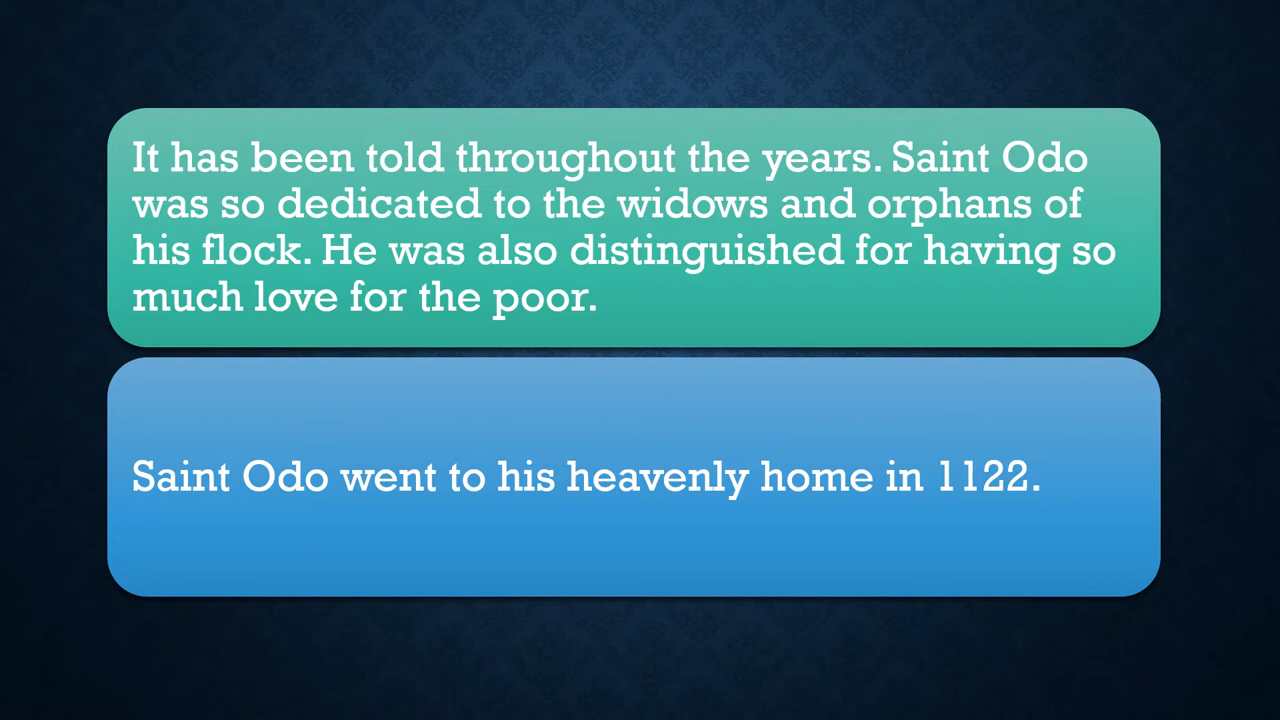 It has been told throughout the years. Saint Odo
was so dedicated to the widows and orphans of
his flock. He was also distinguished for having so
much love for the poor.
Saint Odo went to his heavenly home in 1122.